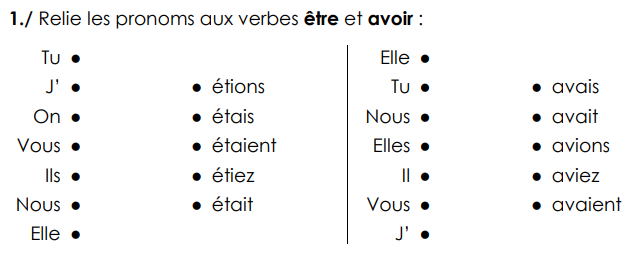 1./ Relie les pronoms aux verbes être et avoir :
Tu ●
J' ● ● étions
On ● ● étais
Vous ● ● étaient
Ils ● ● étiez
Nous ● ● était
Elle ●
Elle ●
Tu ● ● avais
Nous ● ● avait
Elles ● ● avions
Il ● ● aviez
Vous ● ● avaient
J' ●